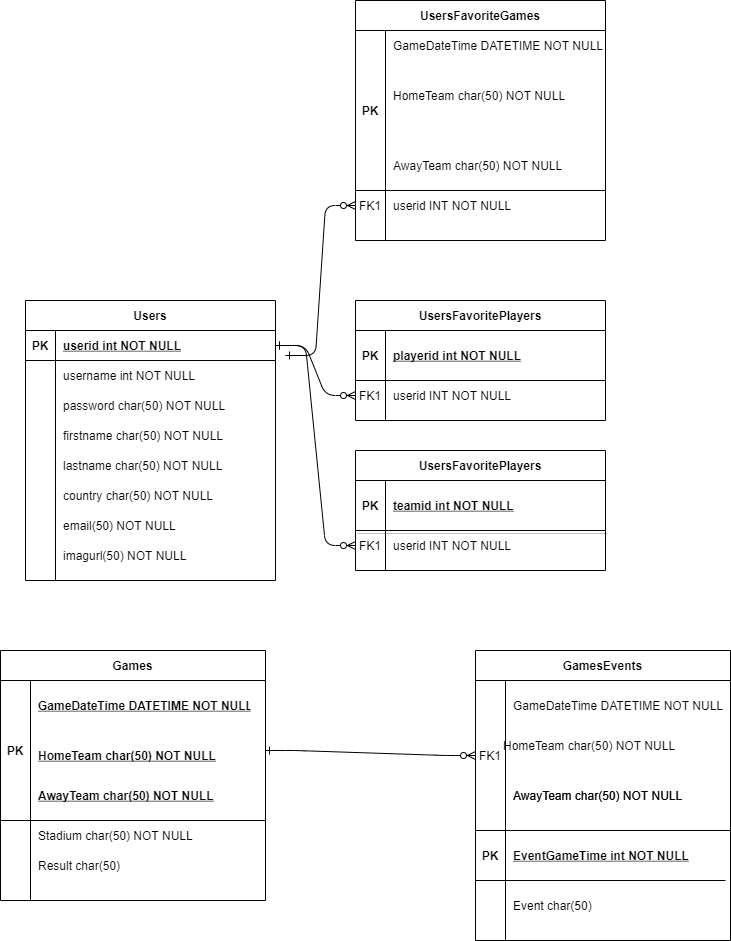 UsersFavoriteGames
GameDateTime DATETIME NOT NULL
HomeTeam char(50) NOT NULL
PK
AwayTeam char(50) NOT NULL
FK1 userid INT NOT NULL
Users
PK userid int NOT NULL
username int NOT NULL
password char(50) NOT NULL
firstname char(50) NOT NULL
lastname char(50) NOT NULL
country char(50) NOT NULL
email(50) NOT NULL
imagurl(50) NOT NULL
UsersFavoritePlayers
PK playerid int NOT NULL
FK1 userid INT NOT NULL
UsersFavoritePlayers
PK teamid int NOT NULL
FK1 userid INT NOT NULL
Games
GameDateTime DATETIME NOT NULL
PK
HomeTeam char(50) NOT NULL
AwayTeam char(50) NOT NULL
Stadium char(50) NOT NULL
Result char(50)
GamesEvents
GameDateTime DATETIME NOT NULL
HomeTeam char(50) NOT NULL
FK1
AwayTeam char(50) NOT NULL
PK EventGameTime int NOT NULL
Event char(50)